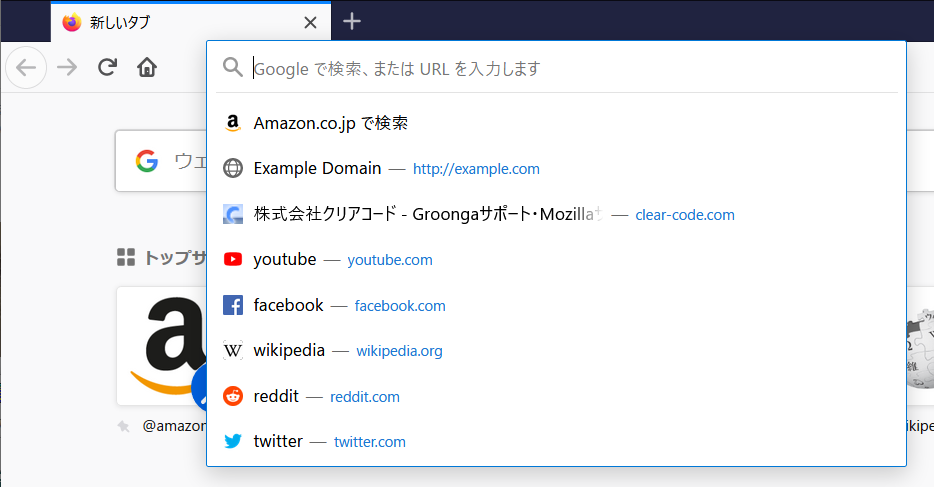 新しいタブ
Google で検索、または URL を入力します
Amazon.co.jp で検索
ウェ
Example Domain — http://example.com
株式会社クリアコード - Groongaサポート・Mozilla — clear-code.com
トップサ
youtube — youtube.com
facebook — facebook.com
wikipedia — wikipedia.org
reddit — reddit.com
@amazon
twitter — twitter.com